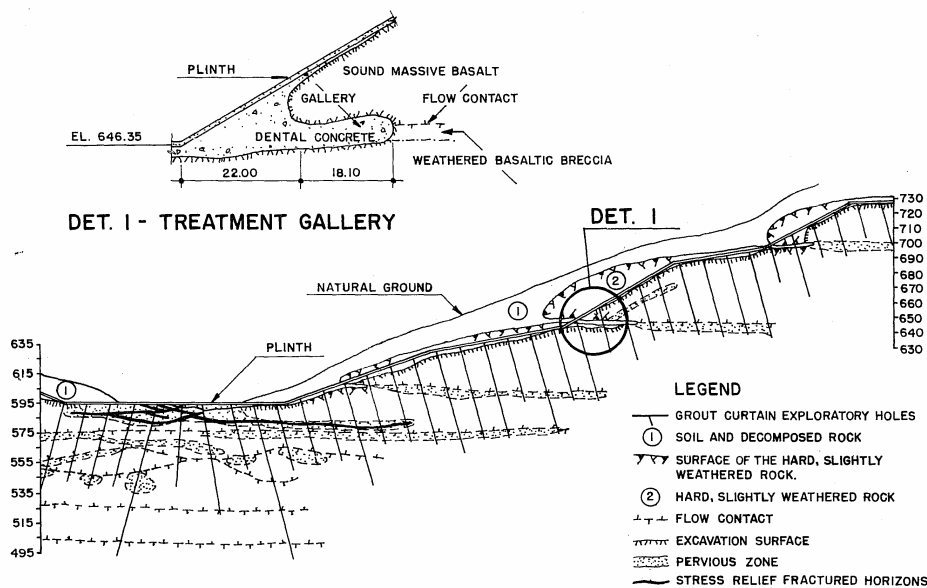 PLINTH
SOUND MASSIVE BASALT
GALLERY
FLOW CONTACT
EL. 646.35
DENTAL CONCRETE
WEATHERED BASALTIC BRECCIA
22.00
18.10
DET. I - TREATMENT GALLERY
DET. I
NATURAL GROUND
1
2
730
720
710
700
690
680
670
660
650
640
630
PLINTH
1
635
615
595
575
555
535
515
495
LEGEND
GROUT CURTAIN EXPLORATORY HOLES
1 SOIL AND DECOMPOSED ROCK
SURFACE OF THE HARD, SLIGHTLY
WEATHERED ROCK.
2 HARD, SLIGHTLY WEATHERED ROCK
FLOW CONTACT
EXCAVATION SURFACE
PERVIOUS ZONE
STRESS RELIEF FRACTURED HORIZONS